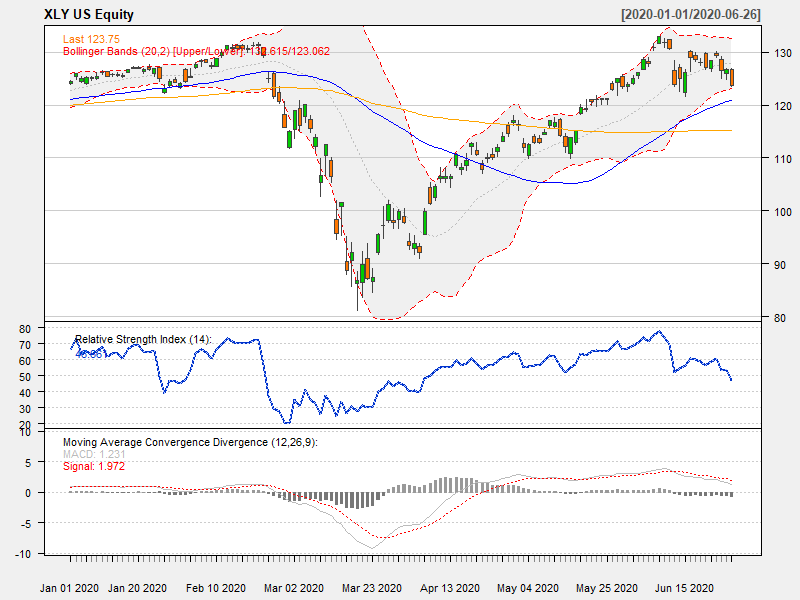 XLY US Equity
[2020-01-01/2020-06-26]
Last 123.75
Bollinger Bands (20,2) [Upper/Lower]: 132.615/123.062
130
120
110
100
90
80
Relative Strength Index (14):
80
70
60
50
40
30
20
Moving Average Convergence Divergence (12,26,9):
MACD: 1.231
Signal: 1.972
10
5
0
-5
-10
Jan 01 2020 Jan 20 2020 Feb 10 2020 Mar 02 2020 Mar 23 2020 Apr 13 2020 May 04 2020 May 25 2020 Jun 15 2020